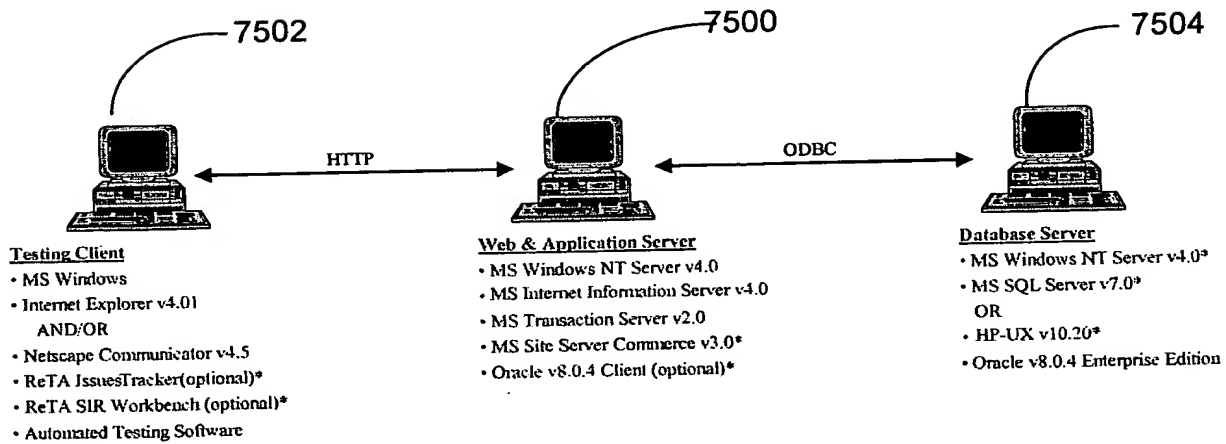 7502
7500
7504
HTTP
ODBC
Testing Client
• MS Windows
• Internet Explorer v4.01
AND/OR
• Netscape Communicator v4.5
• ReTA IssuesTracker(optional)*
• ReTA SIR Workbench (optional)*
• Automated Testing Software
Web & Application Server
• MS Windows NT Server v4.0
• MS Internet Information Server v4.0
• MS Transaction Server v2.0
• MS Site Server Commerce v3.0*
• Oracle v8.0.4 Client (optional)*
Database Server
• MS Windows NT Server v4.0*
• MS SQL Server v7.0*
OR
• HP-UX v10.20*
• Oracle v8.0.4 Enterprise Edition